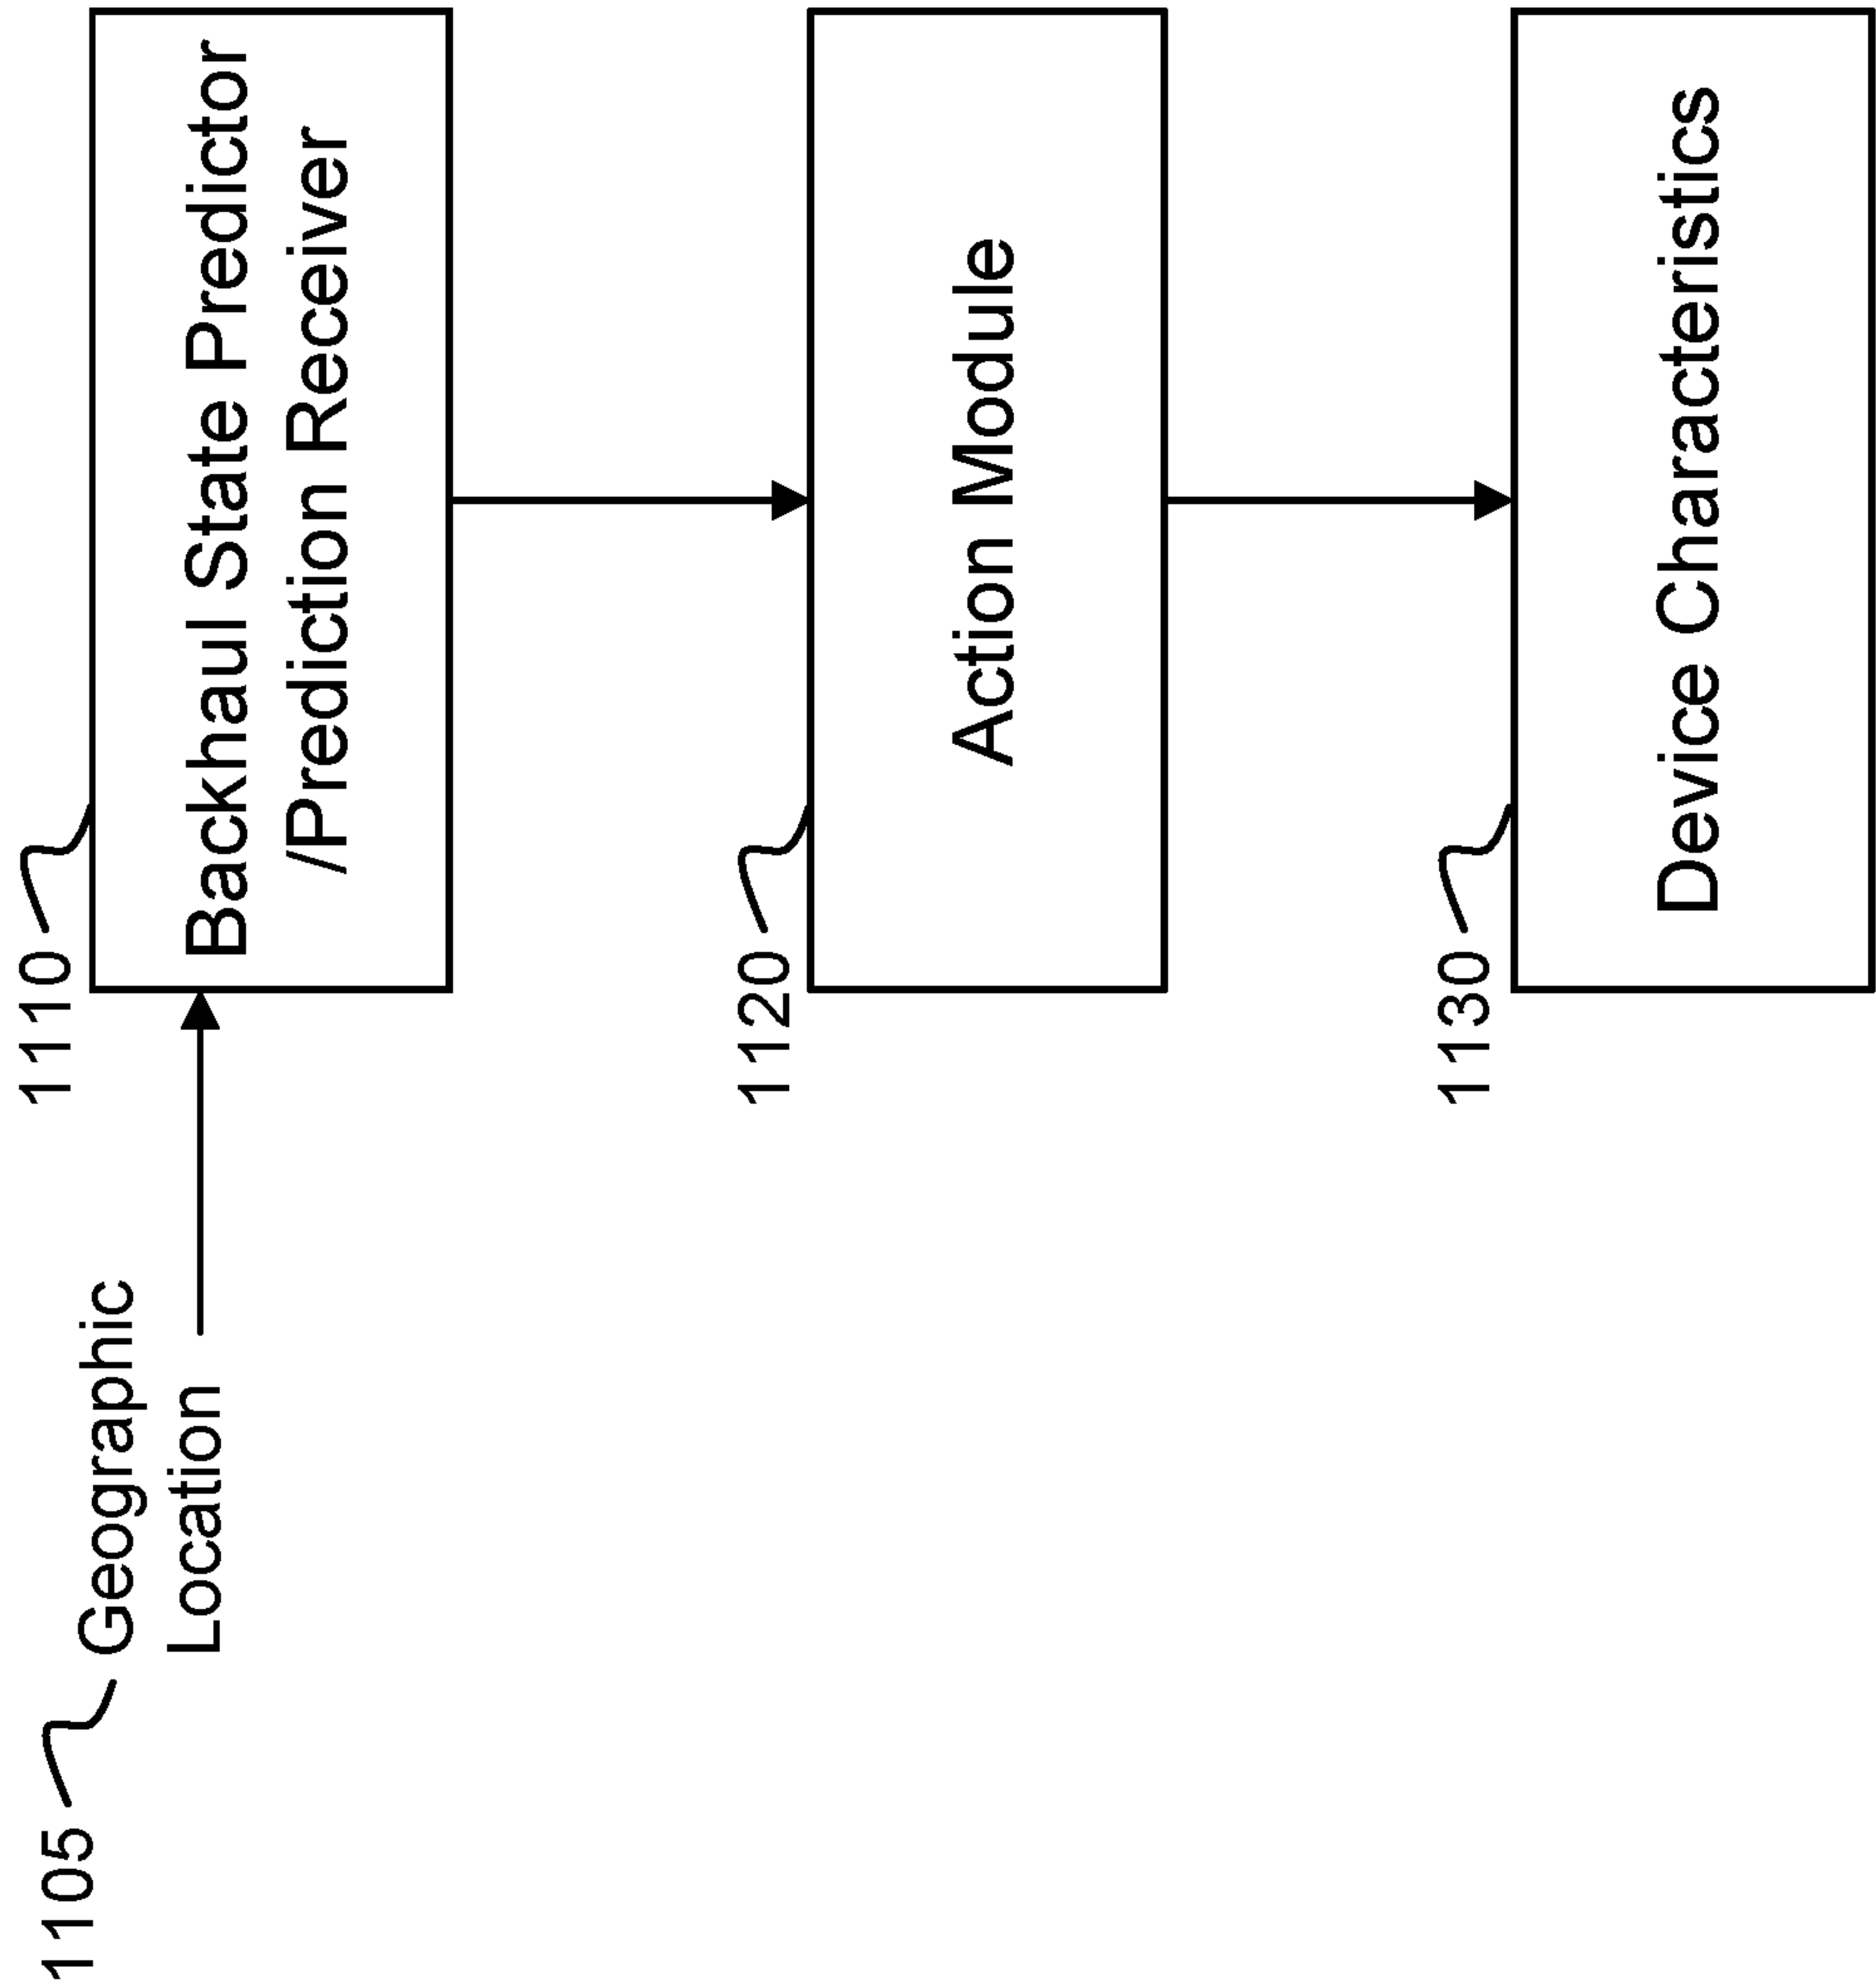 1105
Geographic
Location
1110
Backhaul State Predictor
/Prediction Receiver
1120
Action Module
1130
Device Characteristics